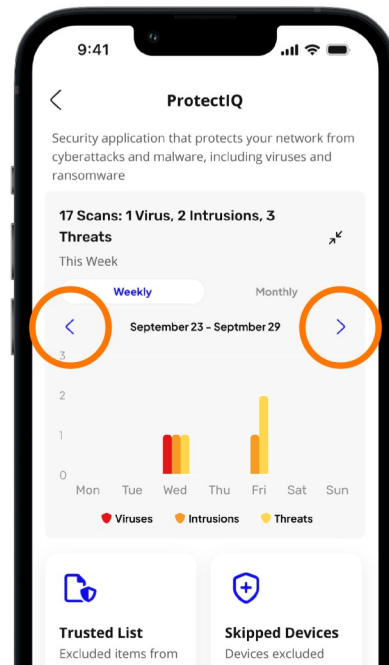 9:41
ProtectIQ
Security application that protects your network from
cyberattacks and malware, including viruses and
ransomware
17 Scans: 1 Virus, 2 Intrusions, 3
Threats
This Week
Weekly Monthly
September 23 - Septmber 29
3
2
1
0
Mon Tue Wed Thu Fri Sat Sun
Viruses Intrusions Threats
Trusted List Skipped Devices
Excluded items from Devices excluded